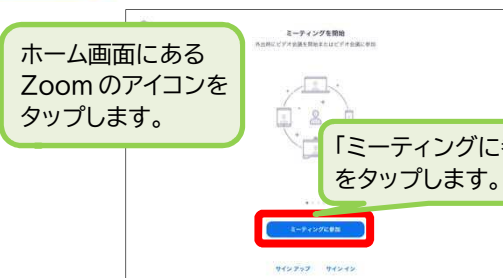 ミーティングを開始
外出時にビデオ会議を開始またはビデオ会議に参加
ホーム画面にある
Zoomのアイコンを
タップします。
「ミーティングに
をタップします。
ミーティングに参加
サインアップ サインイン